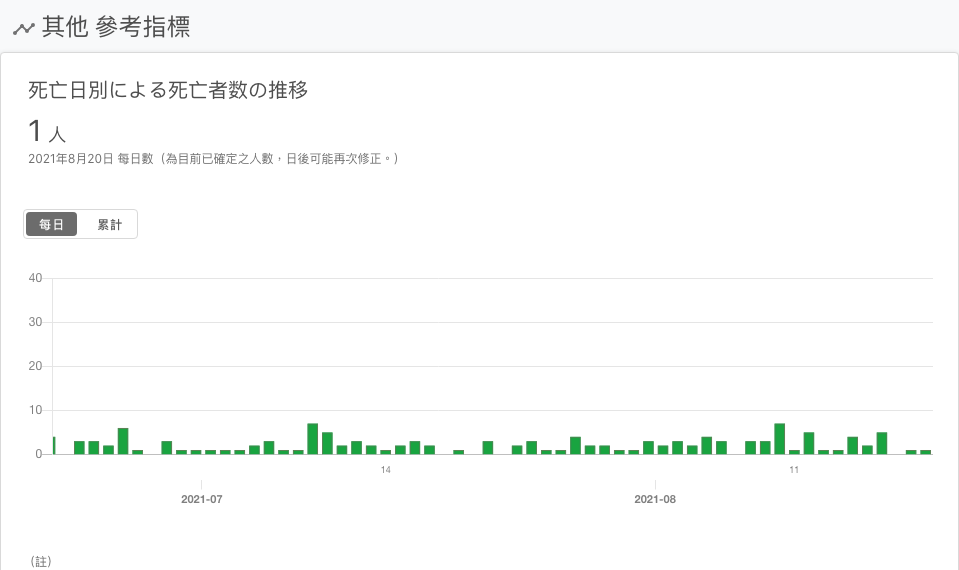 其他 參考指標
死亡日別による死亡者数の推移
1 人
2021年8月20日 每日數（為目前已確定之人數，日後可能再次修正。）
每日 累計
40
30
20
10
0
14 11
2021-07 2021-08
（註）